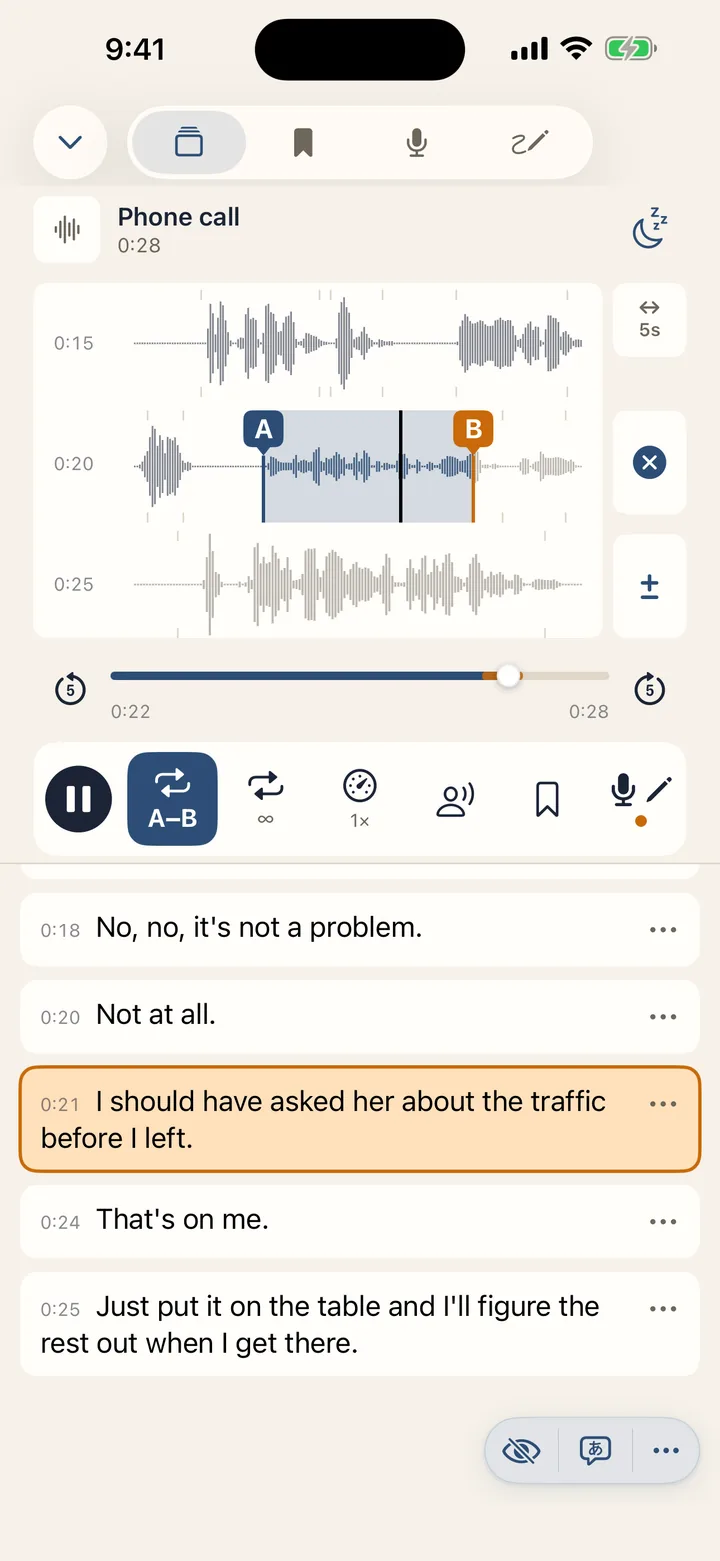 9:41
Phone call
0:28
zzz
0:15
5s
A
B
0:20
0:25
5
5
0:22
0:28
A–B
∞
1×
0:18 No, no, it's not a problem.
0:20 Not at all.
0:21 I should have asked her about the traffic
before I left.
0:24 That's on me.
0:25 Just put it on the table and I'll figure the
rest out when I get there.
あ